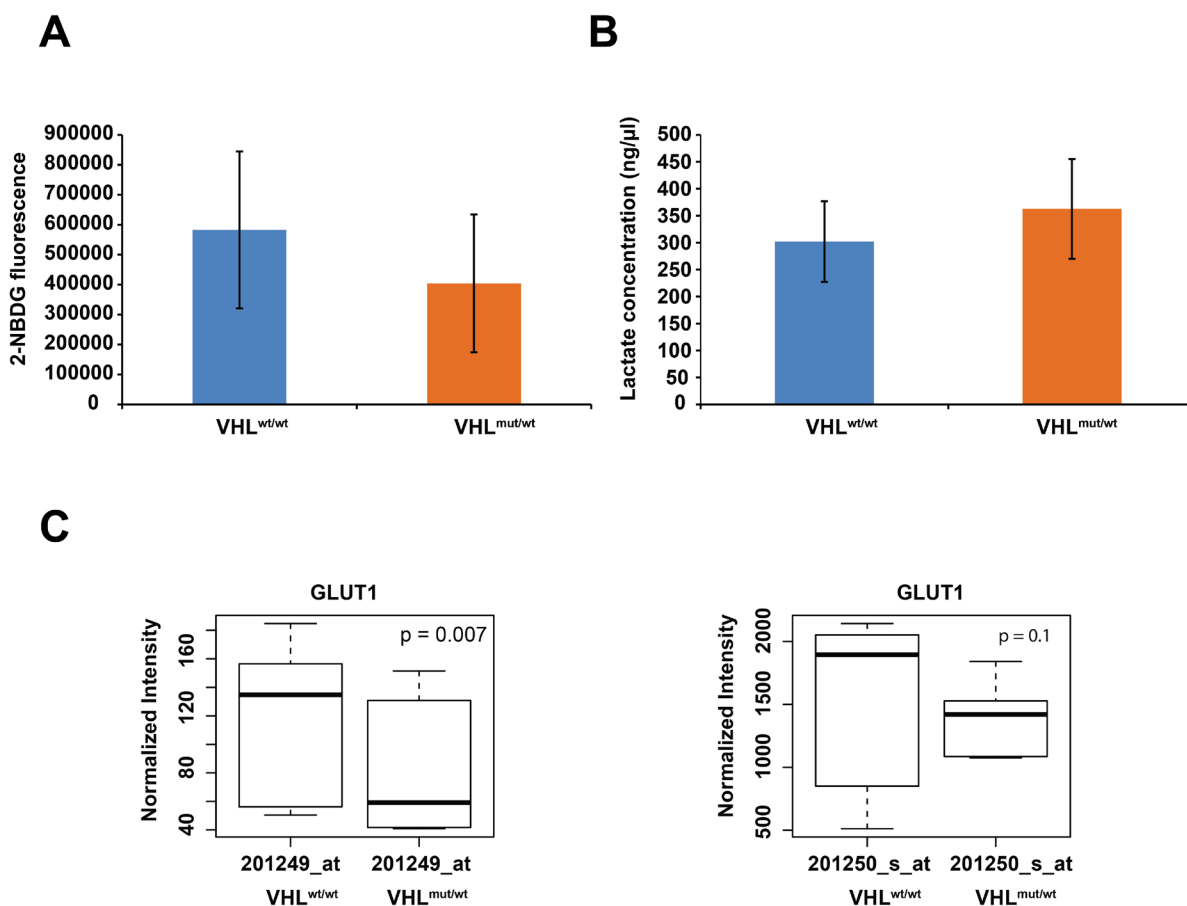 A
B
2-NBDG fluorescence
900000
800000
700000
600000
500000
400000
300000
200000
100000
0
VHLwt/wt VHLmut/wt
Lactate concentration (ng/µl)
500
450
400
350
300
250
200
150
100
50
0
VHLwt/wt VHLmut/wt
C
GLUT1
p = 0.007
Normalized Intensity
160
120
80
40
201249_at 201249_at
VHLwt/wt VHLmut/wt
GLUT1
p = 0.1
Normalized Intensity
2000
1500
1000
500
201250_s_at 201250_s_at
VHLwt/wt VHLmut/wt